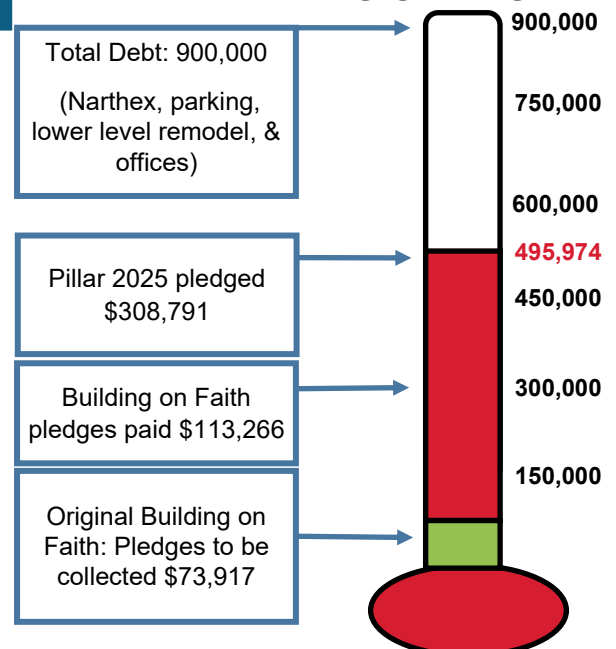 Total Debt: 900,000
(Narthex, parking,
lower level remodel, &
offices)
Pillar 2025 pledged
$308,791
Building on Faith
pledges paid $113,266
Original Building on
Faith: Pledges to be
collected $73,917
900,000
750,000
600,000
495,974
450,000
300,000
150,000